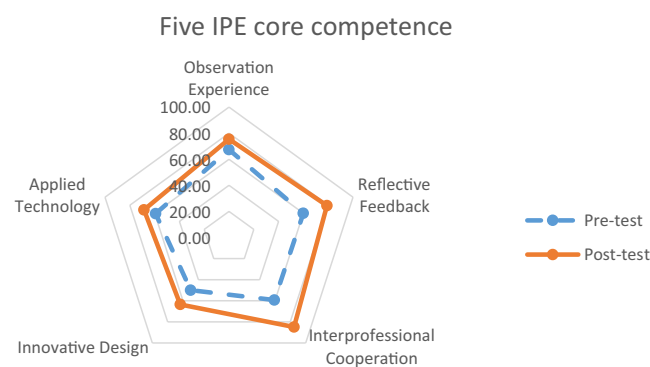 Five IPE core competence
Observation
Experience
100.00
80.00
60.00
40.00
20.00
0.00
Applied
Technology
Reflective
Feedback
Pre-test
Post-test
Innovative Design
Interprofessional
Cooperation